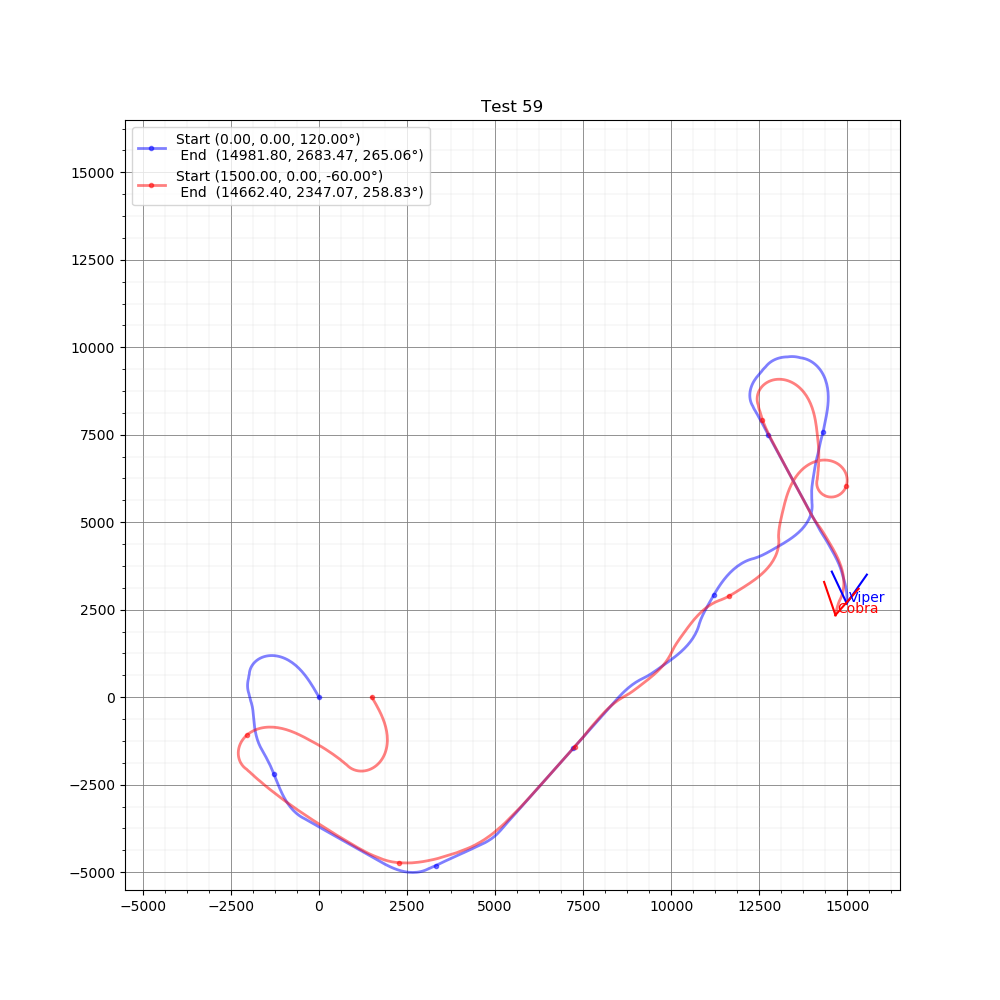 Test 59
Start (0.00, 0.00, 120.00°)
End (14981.80, 2683.47, 265.06°)
Start (1500.00, 0.00, -60.00°)
End (14662.40, 2347.07, 258.83°)
15000
12500
10000
7500
5000
2500
0
−2500
−5000
Viper
Cobra
−5000 −2500 0 2500 5000 7500 10000 12500 15000